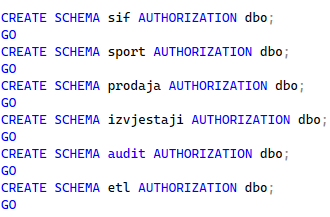 CREATE SCHEMA sif AUTHORIZATION dbo;
GO
CREATE SCHEMA sport AUTHORIZATION dbo;
GO
CREATE SCHEMA prodaja AUTHORIZATION dbo;
GO
CREATE SCHEMA izvjestaji AUTHORIZATION dbo;
GO
CREATE SCHEMA audit AUTHORIZATION dbo;
GO
CREATE SCHEMA etl AUTHORIZATION dbo;
GO